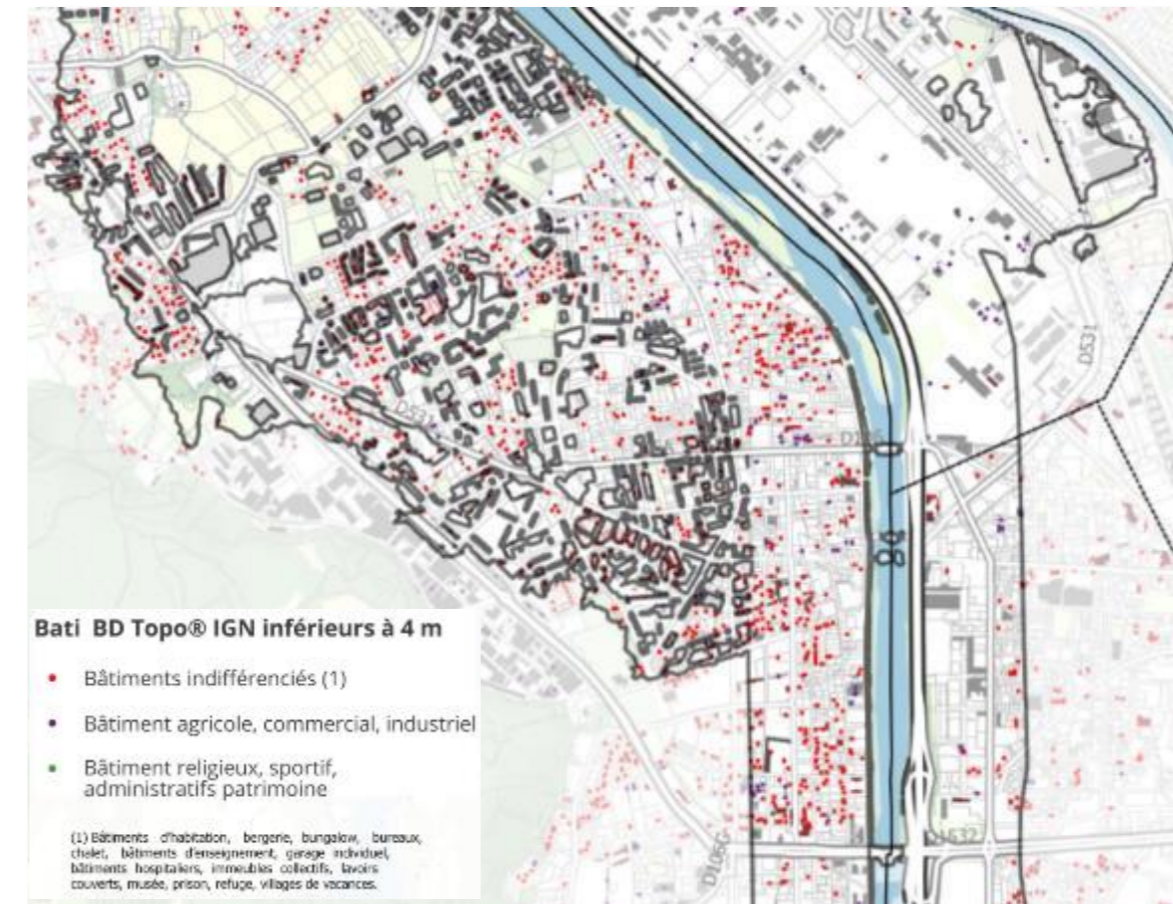 D531
D531
Bati BD Topo® IGN inférieurs à 4 m
Bâtiments indifférenciés (1)
Bâtiment agricole, commercial, industriel
Bâtiment religieux, sportif,
administratifs patrimoine
(1) Bâtiments d'habitation, bergerie, bungalow, bureaux,
chalet, bâtiments d'enseignement, garage individuel,
bâtiments hospitaliers, immeubles collectifs, lavoirs
couverts, musée, prison, refuge, villages de vacances.
D1532